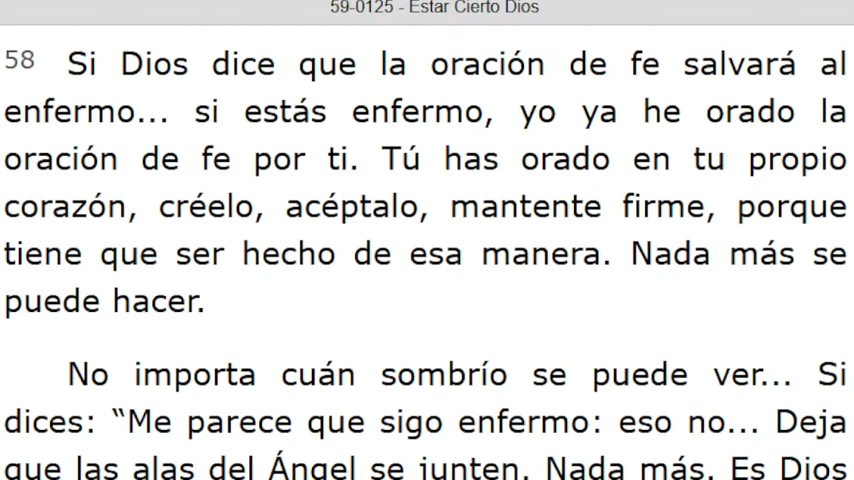 59-0125 - Estar Cierto Dios
58 Si Dios dice que la oración de fe salvará al
enfermo... si estás enfermo, yo ya he orado la
oración de fe por ti. Tú has orado en tu propio
corazón, créelo, acéptalo, mantente firme, porque
tiene que ser hecho de esa manera. Nada más se
puede hacer.
No importa cuán sombrío se puede ver... Si
dices: “Me parece que sigo enfermo: eso no... Deja
que las alas del Ángel se junten. Nada más. Es Dios